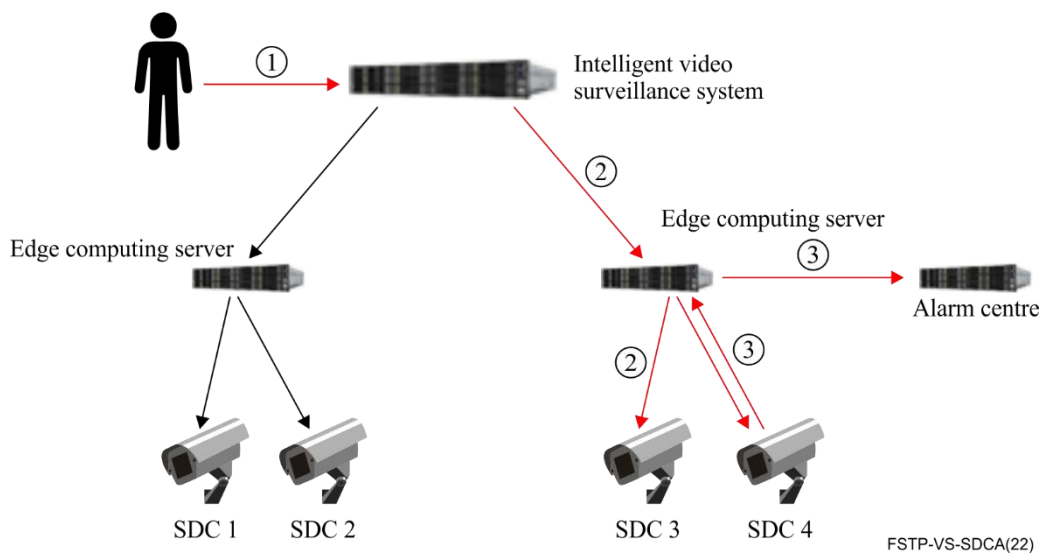 ①
Intelligent video
surveillance system
②
Edge computing server
Edge computing server
③
Alarm centre
②
③
SDC 1
SDC 2
SDC 3
SDC 4
FSTP-VS-SDCA(22)